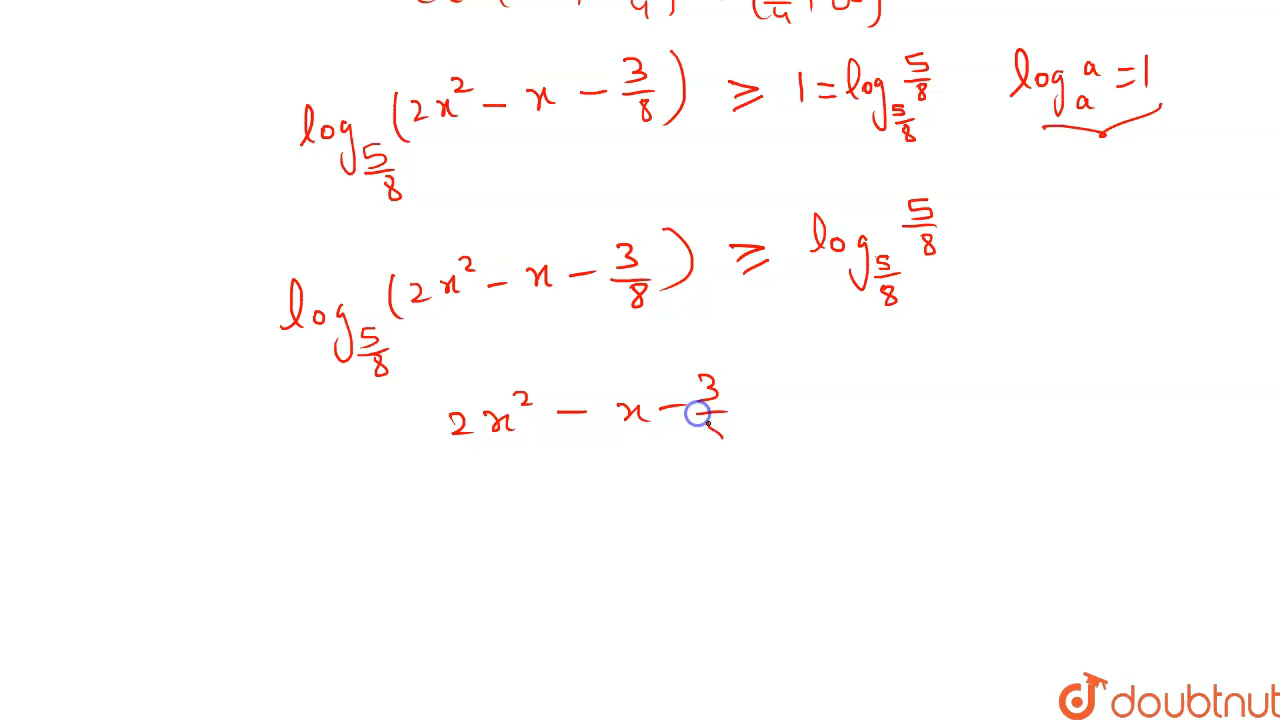 log_{5/8} (2x² - x - 3/8) ≥ 1 = log_{5/8} 5/8 log_a a = 1
log_{5/8} (2x² - x - 3/8) ≥ log_{5/8} 5/8
2x² - x - 3/
doubtnut